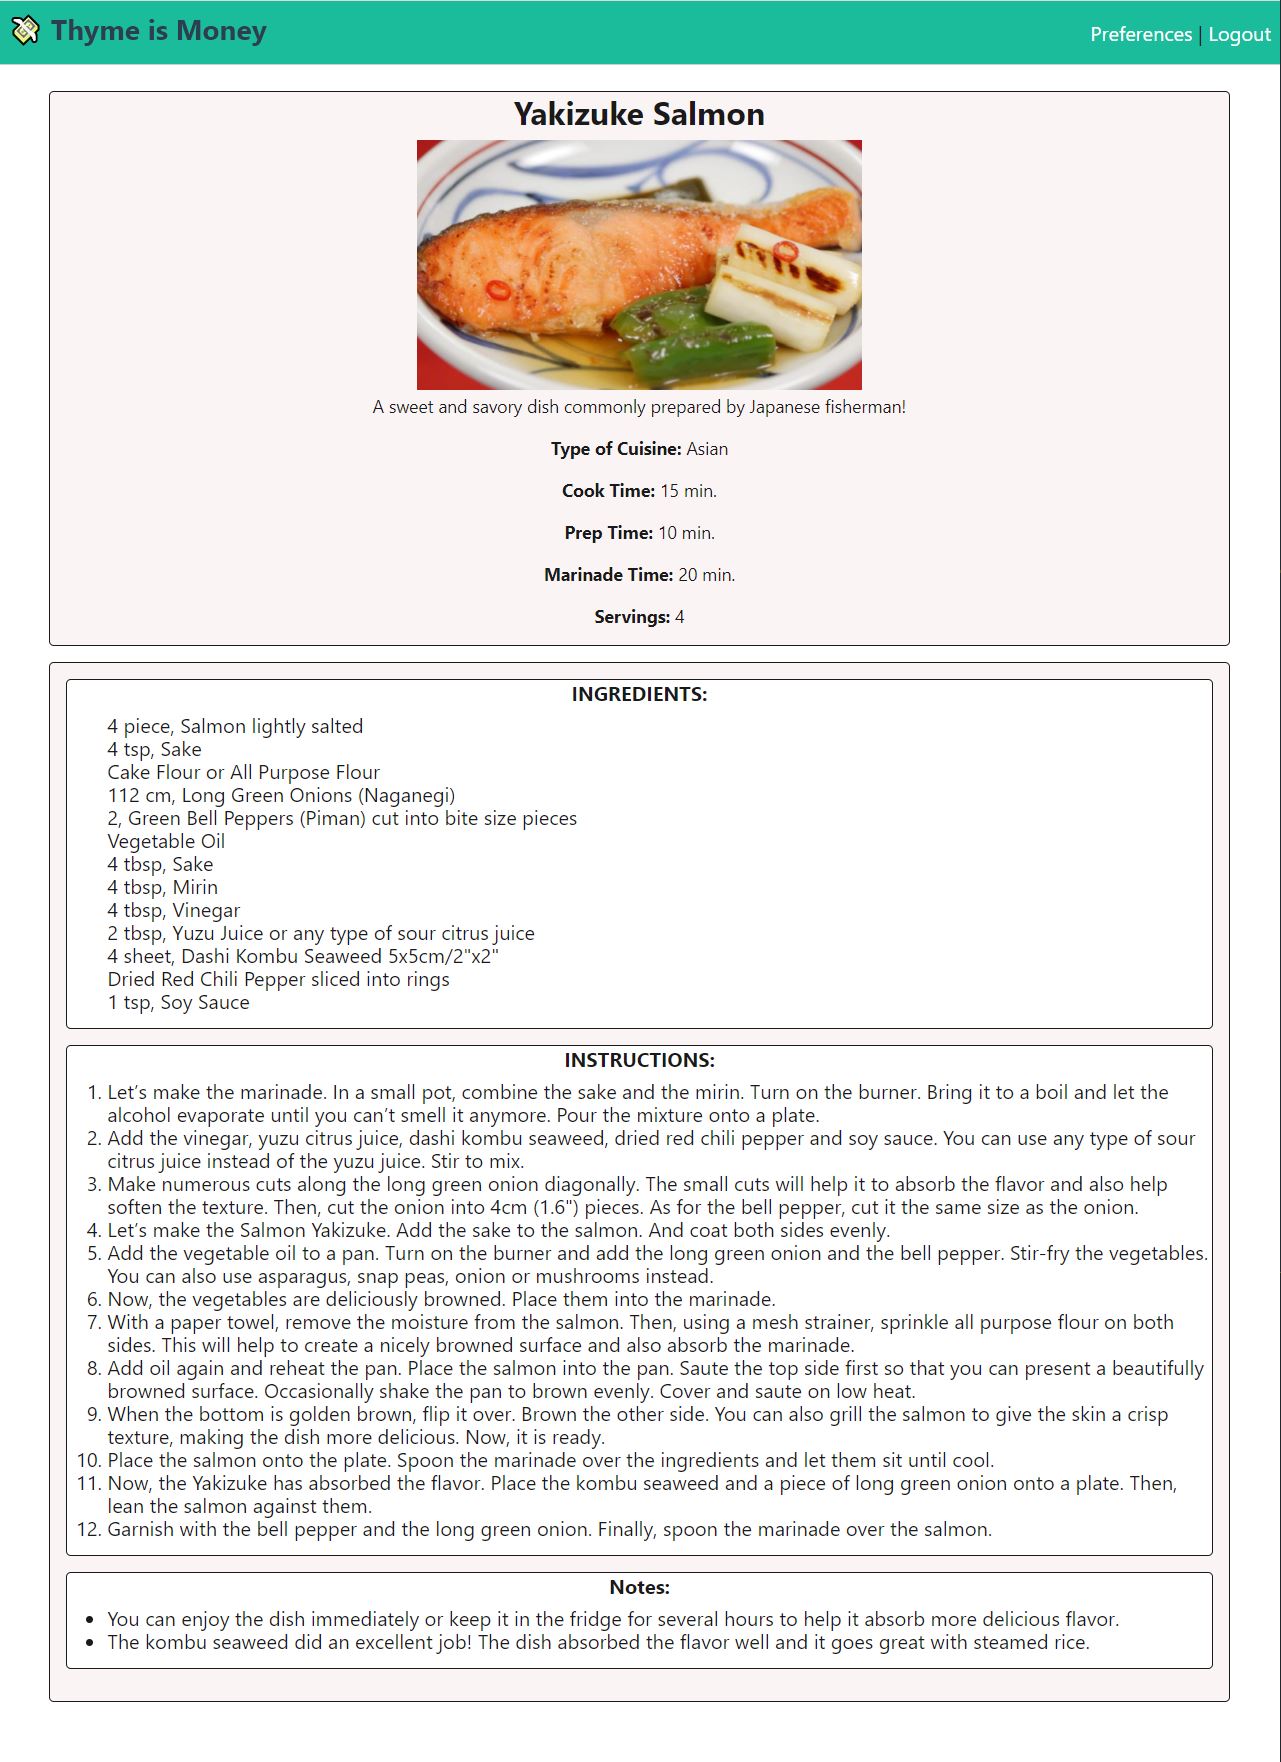 Thyme is Money
Preferences | Logout
Yakizuke Salmon
A sweet and savory dish commonly prepared by Japanese fisherman!
Type of Cuisine: Asian
Cook Time: 15 min.
Prep Time: 10 min.
Marinade Time: 20 min.
Servings: 4
INGREDIENTS:
4 piece, Salmon lightly salted
4 tsp, Sake
Cake Flour or All Purpose Flour
112 cm, Long Green Onions (Naganegi)
2, Green Bell Peppers (Piman) cut into bite size pieces
Vegetable Oil
4 tbsp, Sake
4 tbsp, Mirin
4 tbsp, Vinegar
2 tbsp, Yuzu Juice or any type of sour citrus juice
4 sheet, Dashi Kombu Seaweed 5x5cm/2"x2"
Dried Red Chili Pepper sliced into rings
1 tsp, Soy Sauce
INSTRUCTIONS:
1. Let’s make the marinade. In a small pot, combine the sake and the mirin. Turn on the burner. Bring it to a boil and let the
alcohol evaporate until you can’t smell it anymore. Pour the mixture onto a plate.
2. Add the vinegar, yuzu citrus juice, dashi kombu seaweed, dried red chili pepper and soy sauce. You can use any type of sour
citrus juice instead of the yuzu juice. Stir to mix.
3. Make numerous cuts along the long green onion diagonally. The small cuts will help it to absorb the flavor and also help
soften the texture. Then, cut the onion into 4cm (1.6") pieces. As for the bell pepper, cut it the same size as the onion.
4. Let’s make the Salmon Yakizuke. Add the sake to the salmon. And coat both sides evenly.
5. Add the vegetable oil to a pan. Turn on the burner and add the long green onion and the bell pepper. Stir-fry the vegetables.
You can also use asparagus, snap peas, onion or mushrooms instead.
6. Now, the vegetables are deliciously browned. Place them into the marinade.
7. With a paper towel, remove the moisture from the salmon. Then, using a mesh strainer, sprinkle all purpose flour on both
sides. This will help to create a nicely browned surface and also absorb the marinade.
8. Add oil again and reheat the pan. Place the salmon into the pan. Saute the top side first so that you can present a beautifully
browned surface. Occasionally shake the pan to brown evenly. Cover and saute on low heat.
9. When the bottom is golden brown, flip it over. Brown the other side. You can also grill the salmon to give the skin a crisp
texture, making the dish more delicious. Now, it is ready.
10. Place the salmon onto the plate. Spoon the marinade over the ingredients and let them sit until cool.
11. Now, the Yakizuke has absorbed the flavor. Place the kombu seaweed and a piece of long green onion onto a plate. Then,
lean the salmon against them.
12. Garnish with the bell pepper and the long green onion. Finally, spoon the marinade over the salmon.
Notes:
• You can enjoy the dish immediately or keep it in the fridge for several hours to help it absorb more delicious flavor.
• The kombu seaweed did an excellent job! The dish absorbed the flavor well and it goes great with steamed rice.